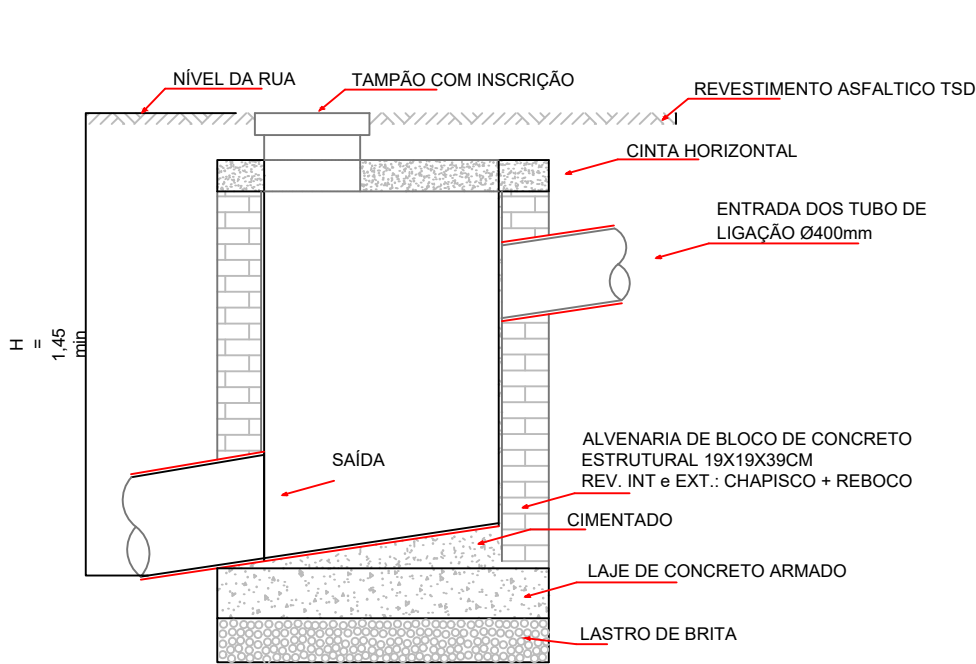 NÍVEL DA RUA
TAMPÃO COM INSCRIÇÃO
REVESTIMENTO ASFALTICO TSD
CINTA HORIZONTAL
ENTRADA DOS TUBO DE
LIGAÇÃO Ø400mm
H
=
1,45
min
ALVENARIA DE BLOCO DE CONCRETO
ESTRUTURAL 19X19X39CM
REV. INT e EXT.: CHAPISCO + REBOCO
SAÍDA
CIMENTADO
LAJE DE CONCRETO ARMADO
LASTRO DE BRITA